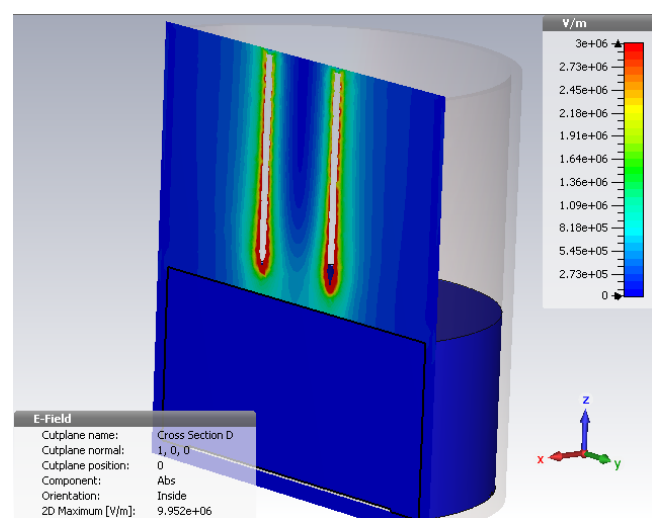 V/m
3e+06
2.73e+06
2.45e+06
2.18e+06
1.91e+06
1.64e+06
1.36e+06
1.09e+06
8.18e+05
5.45e+05
2.73e+05
0
z
x
y
E-Field
Cutplane name: Cross Section D
Cutplane normal: 1, 0, 0
Cutplane position: 0
Component: Abs
Orientation: Inside
2D Maximum [V/m]: 9.952e+06